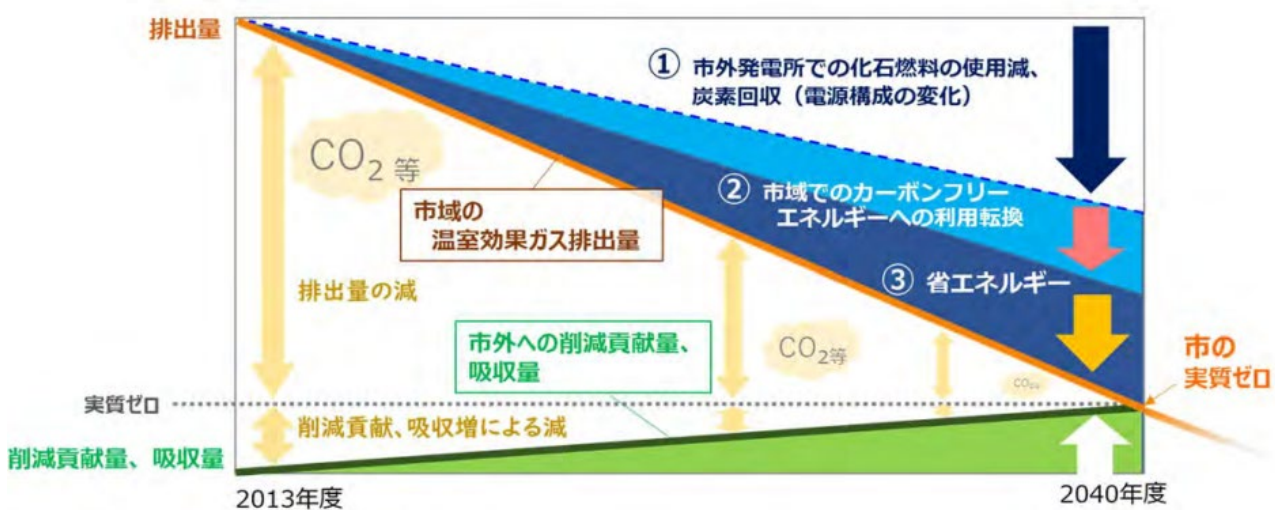 排出量
① 市外発電所での化石燃料の使用減、
炭素回収（電源構成の変化）
CO2 等
② 市域でのカーボンフリー
エネルギーへの利用転換
市域の
温室効果ガス排出量
③ 省エネルギー
排出量の減
市外への削減貢献量、
吸収量
CO2等
市の
実質ゼロ
実質ゼロ
削減貢献、吸収増による減
削減貢献量、吸収量
2013年度
2040年度